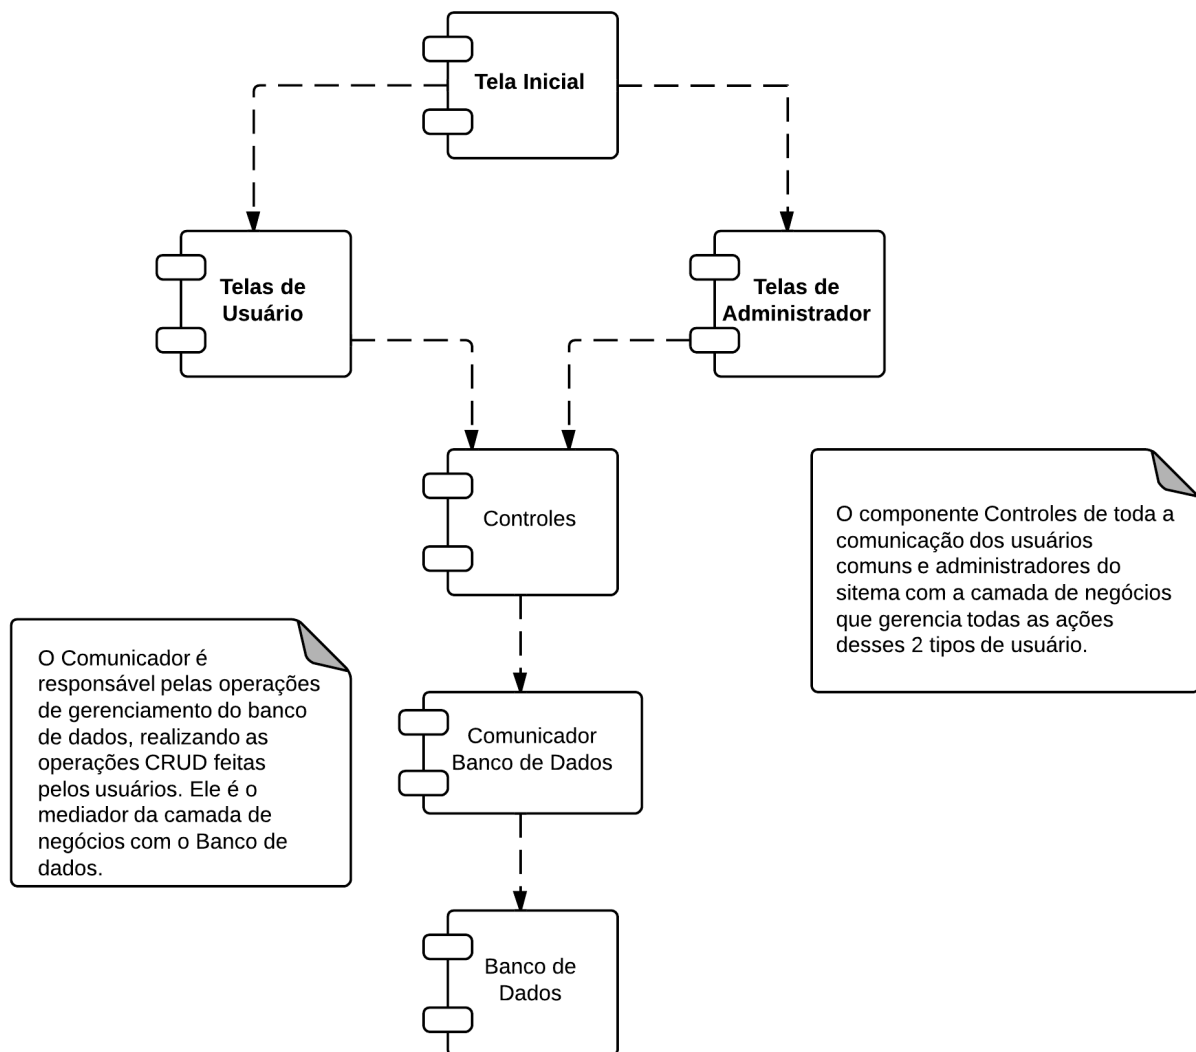 Tela Inicial
Telas de
Usuário
Telas de
Administrador
Controles
O componente Controles de toda a
comunicação dos usuários
comuns e administradores do
sitema com a camada de negócios
que gerencia todas as ações
desses 2 tipos de usuário.
O Comunicador é
responsável pelas operações
de gerenciamento do banco
de dados, realizando as
operações CRUD feitas
pelos usuários. Ele é o
mediador da camada de
negócios com o Banco de
dados.
Comunicador
Banco de Dados
Banco de
Dados